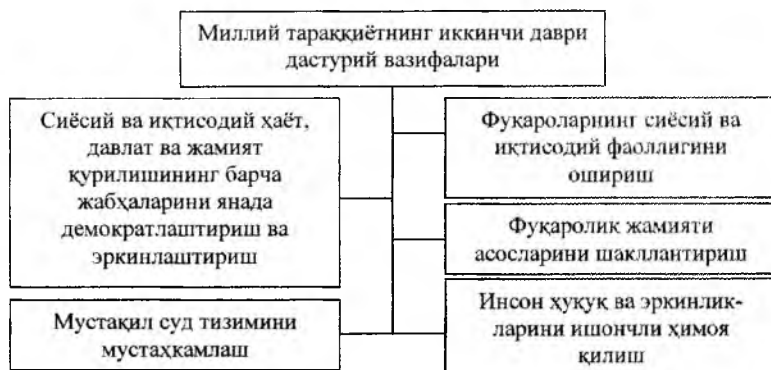 Миллий тараққиётнинг иккинчи даври
дастурий вазифалари
Сиёсий ва иқтисодий ҳаёт,
давлат ва жамият
қурилишининг барча
жабҳаларини янада
демократлаштириш ва
эркинлаштириш
Мустақил суд тизимини
мустаҳкамлаш
Фуқароларнинг сиёсий ва
иқтисодий фаоллигини
ошириш
Фуқаролик жамияти
асосларини шакллантириш
Инсон ҳуқуқ ва эркинлик-
ларини ишончли ҳимоя
қилиш